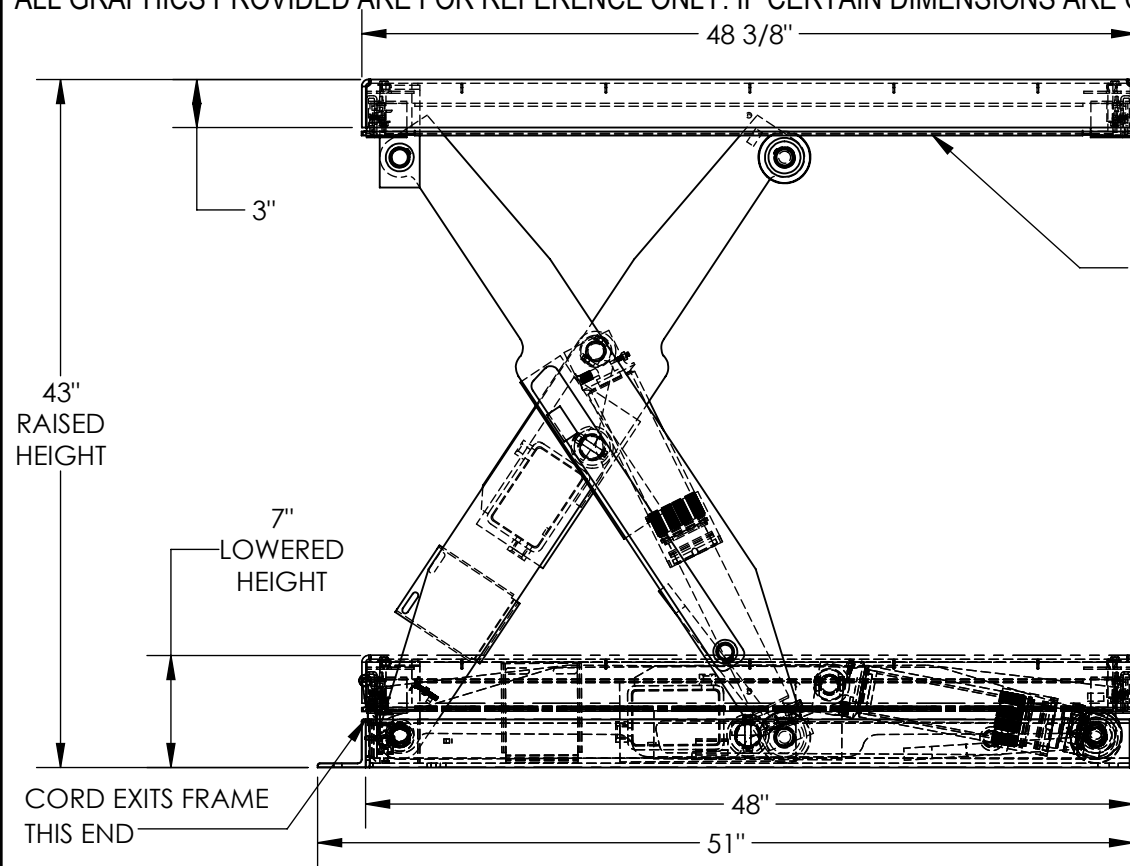 ALL GRAPHICS PROVIDED ARE FOR REFERENCE ONLY. IF CERTAIN DIMENSIONS ARE
48 3/8"
3"
43"
RAISED
HEIGHT
7"
LOWERED
HEIGHT
CORD EXITS FRAME
THIS END
48"
51"